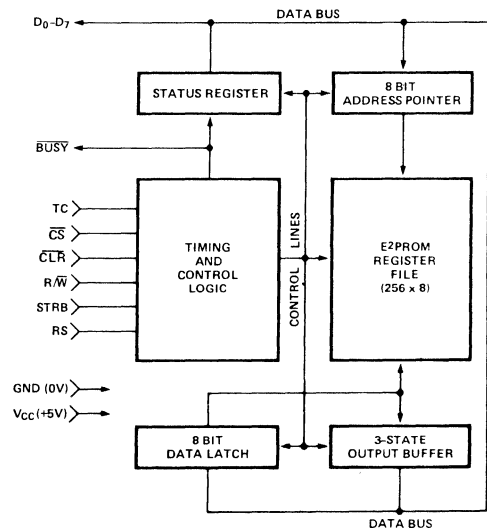 DATA BUS
D0-D7
STATUS REGISTER
8 BIT
ADDRESS POINTER
BUSY
TC
CS
CLR
R/W
STRB
RS
TIMING
AND
CONTROL
LOGIC
CONTROL LINES
E²PROM
REGISTER
FILE
(256 x 8)
GND (0V)
VCC (+5V)
8 BIT
DATA LATCH
3-STATE
OUTPUT BUFFER
DATA BUS